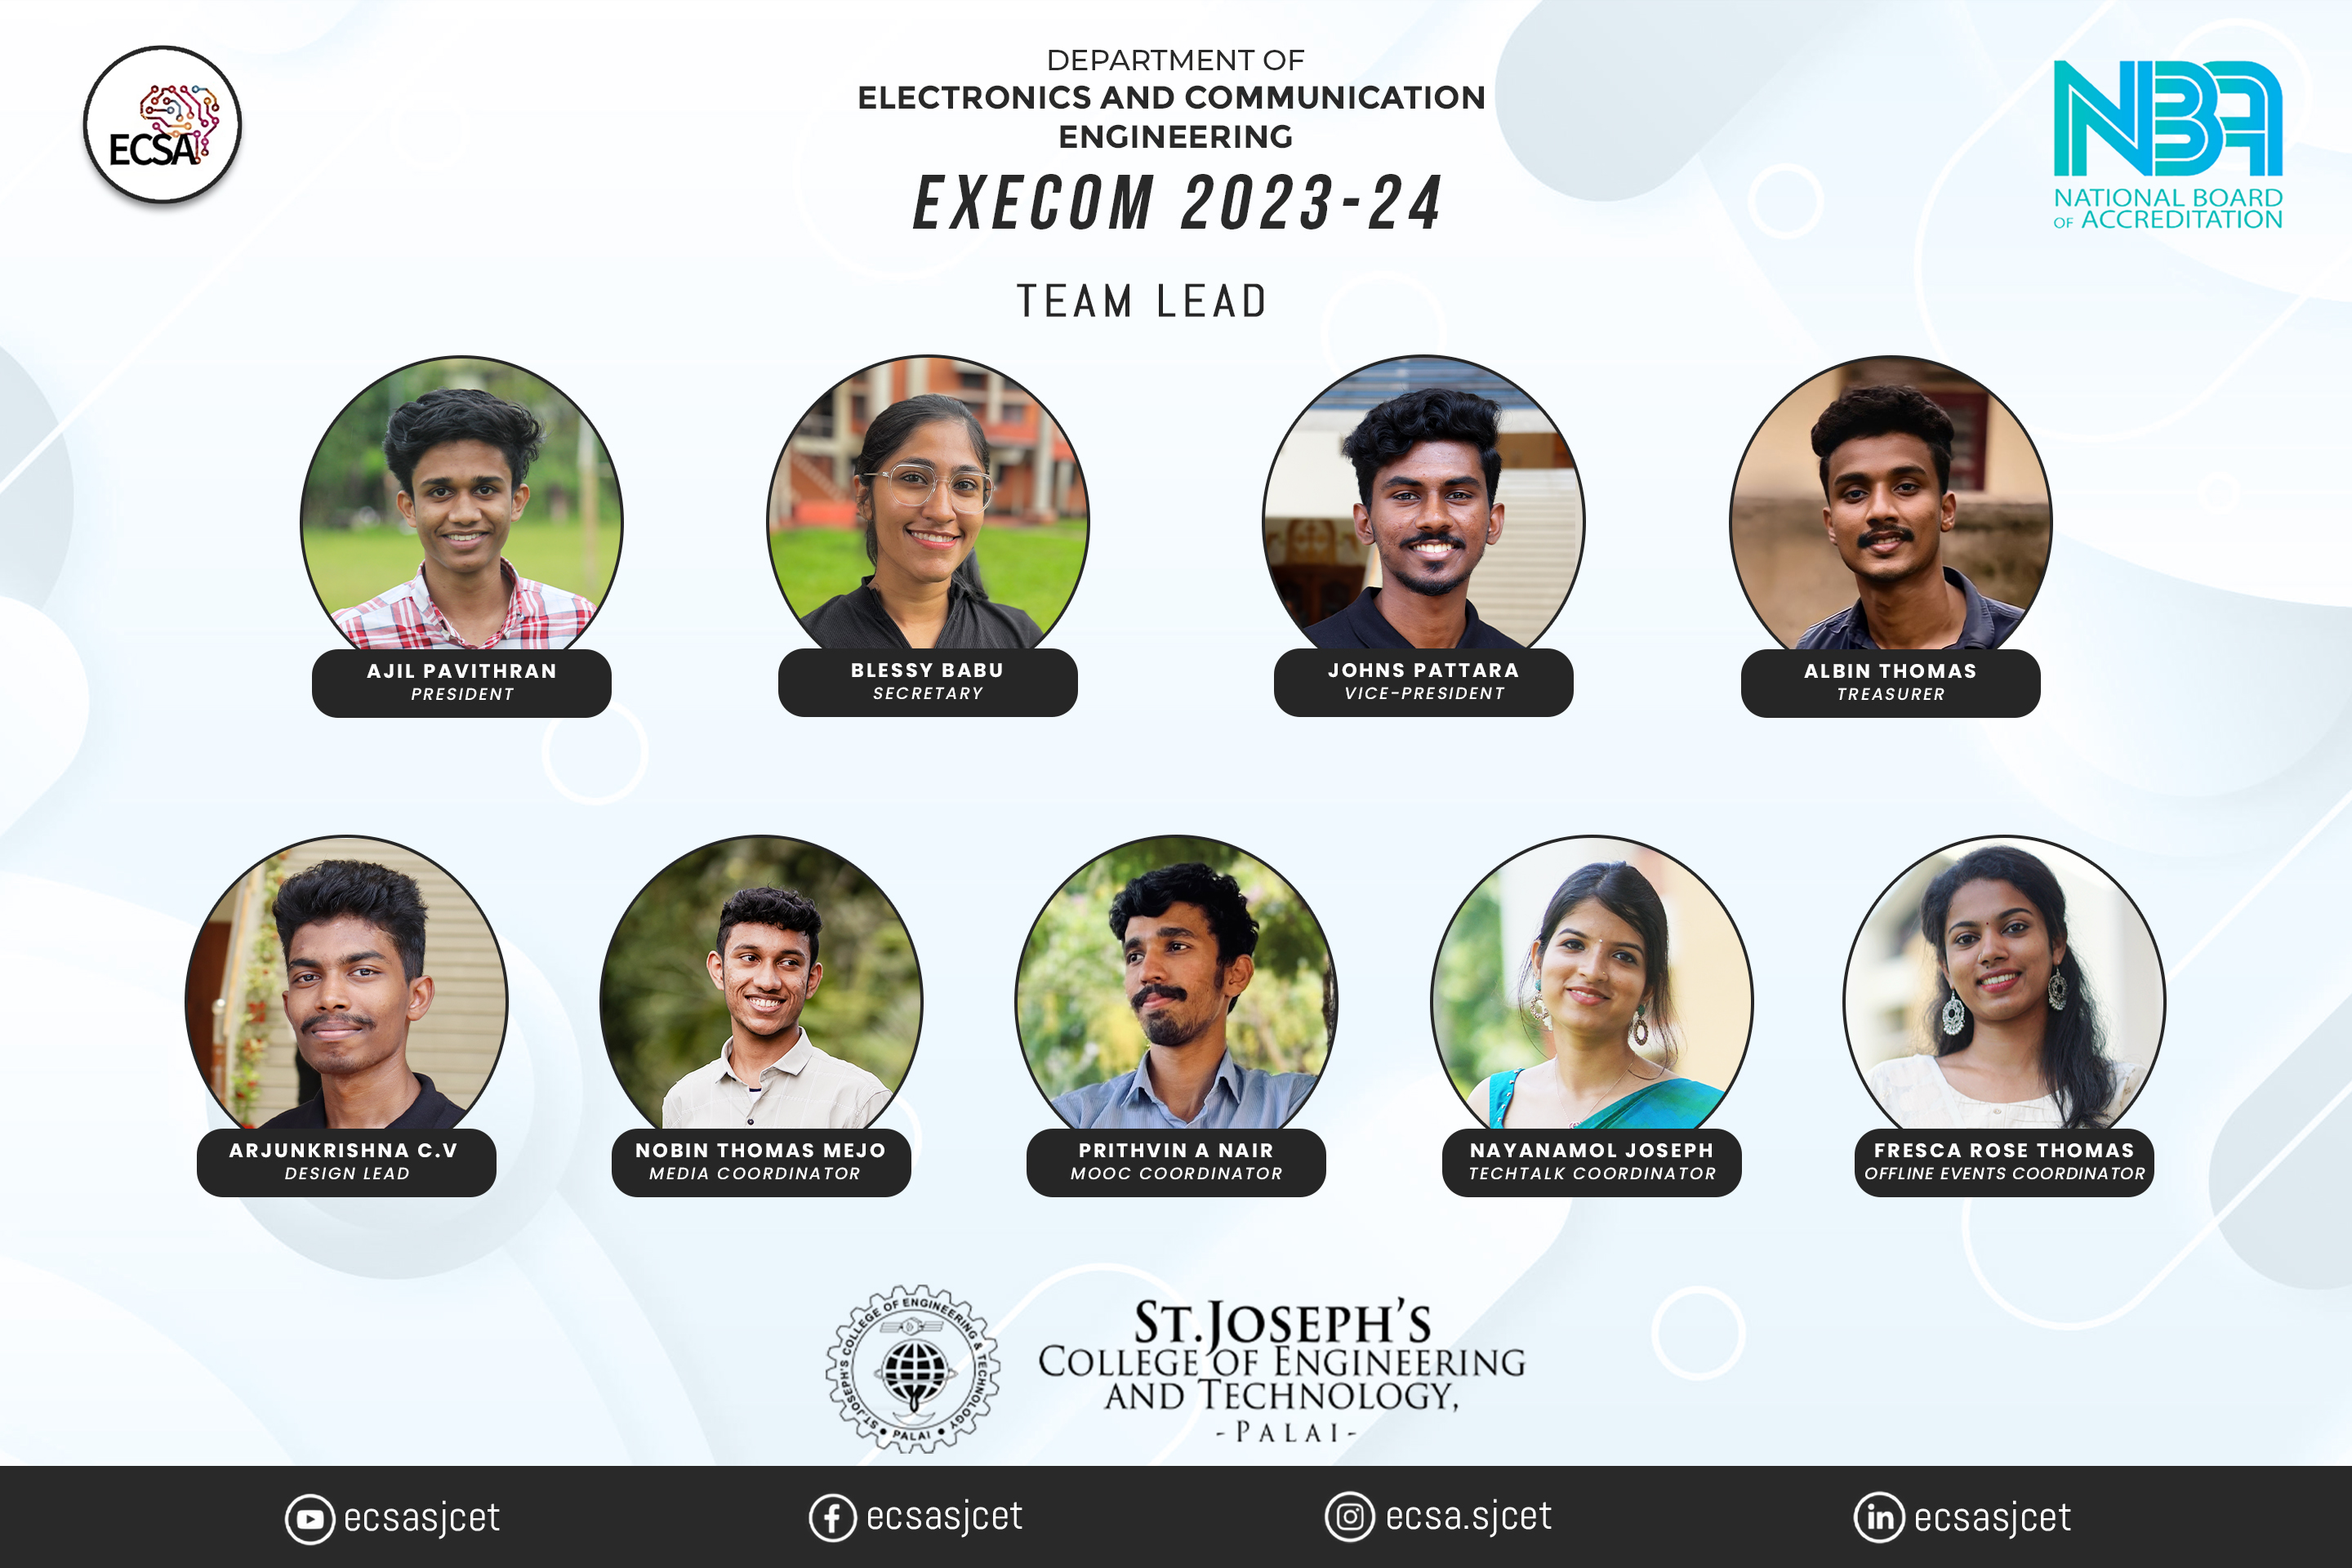 ECSA
DEPARTMENT OF
ELECTRONICS AND COMMUNICATION
ENGINEERING
EXECOM 2023-24
NBA
NATIONAL BOARD
OF ACCREDITATION
TEAM LEAD
AJIL PAVITHRAN
PRESIDENT
BLESSY BABU
SECRETARY
JOHNS PATTARA
VICE-PRESIDENT
ALBIN THOMAS
TREASURER
ARJUNKRISHNA C.V
DESIGN LEAD
NOBIN THOMAS MEJO
MEDIA COORDINATOR
PRITHVIN A NAIR
MOOC COORDINATOR
NAYANAMOL JOSEPH
TECHTALK COORDINATOR
FRESCA ROSE THOMAS
OFFLINE EVENTS COORDINATOR
ST.JOSEPH'S COLLEGE OF ENGINEERING & TECHNOLOGY
• PALAI •
ST.JOSEPH'S
COLLEGE OF ENGINEERING
AND TECHNOLOGY,
-PALAI-
ecsasjcet
ecsasjcet
ecsa.sjcet
in ecsasjcet